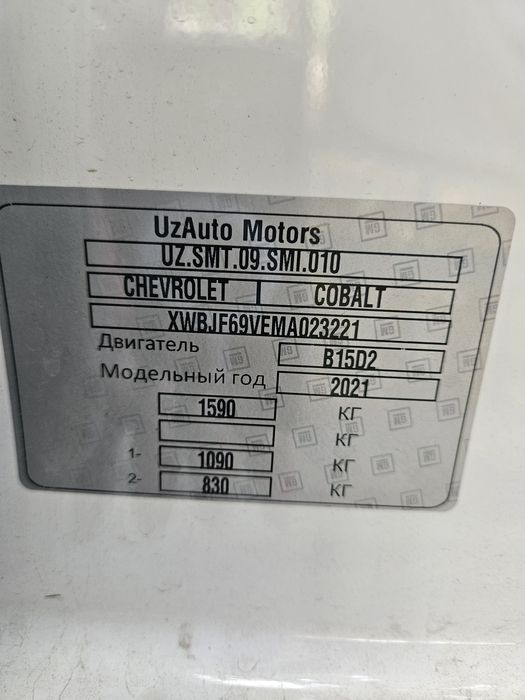 UzAuto Motors
UZ.SMT.09.SMI.010
CHEVROLET COBALT
XWBJF69VEMA023221
Двигатель B15D2
Модельный год 2021
1590 КГ
КГ
1- 1090 КГ
2- 830 КГ